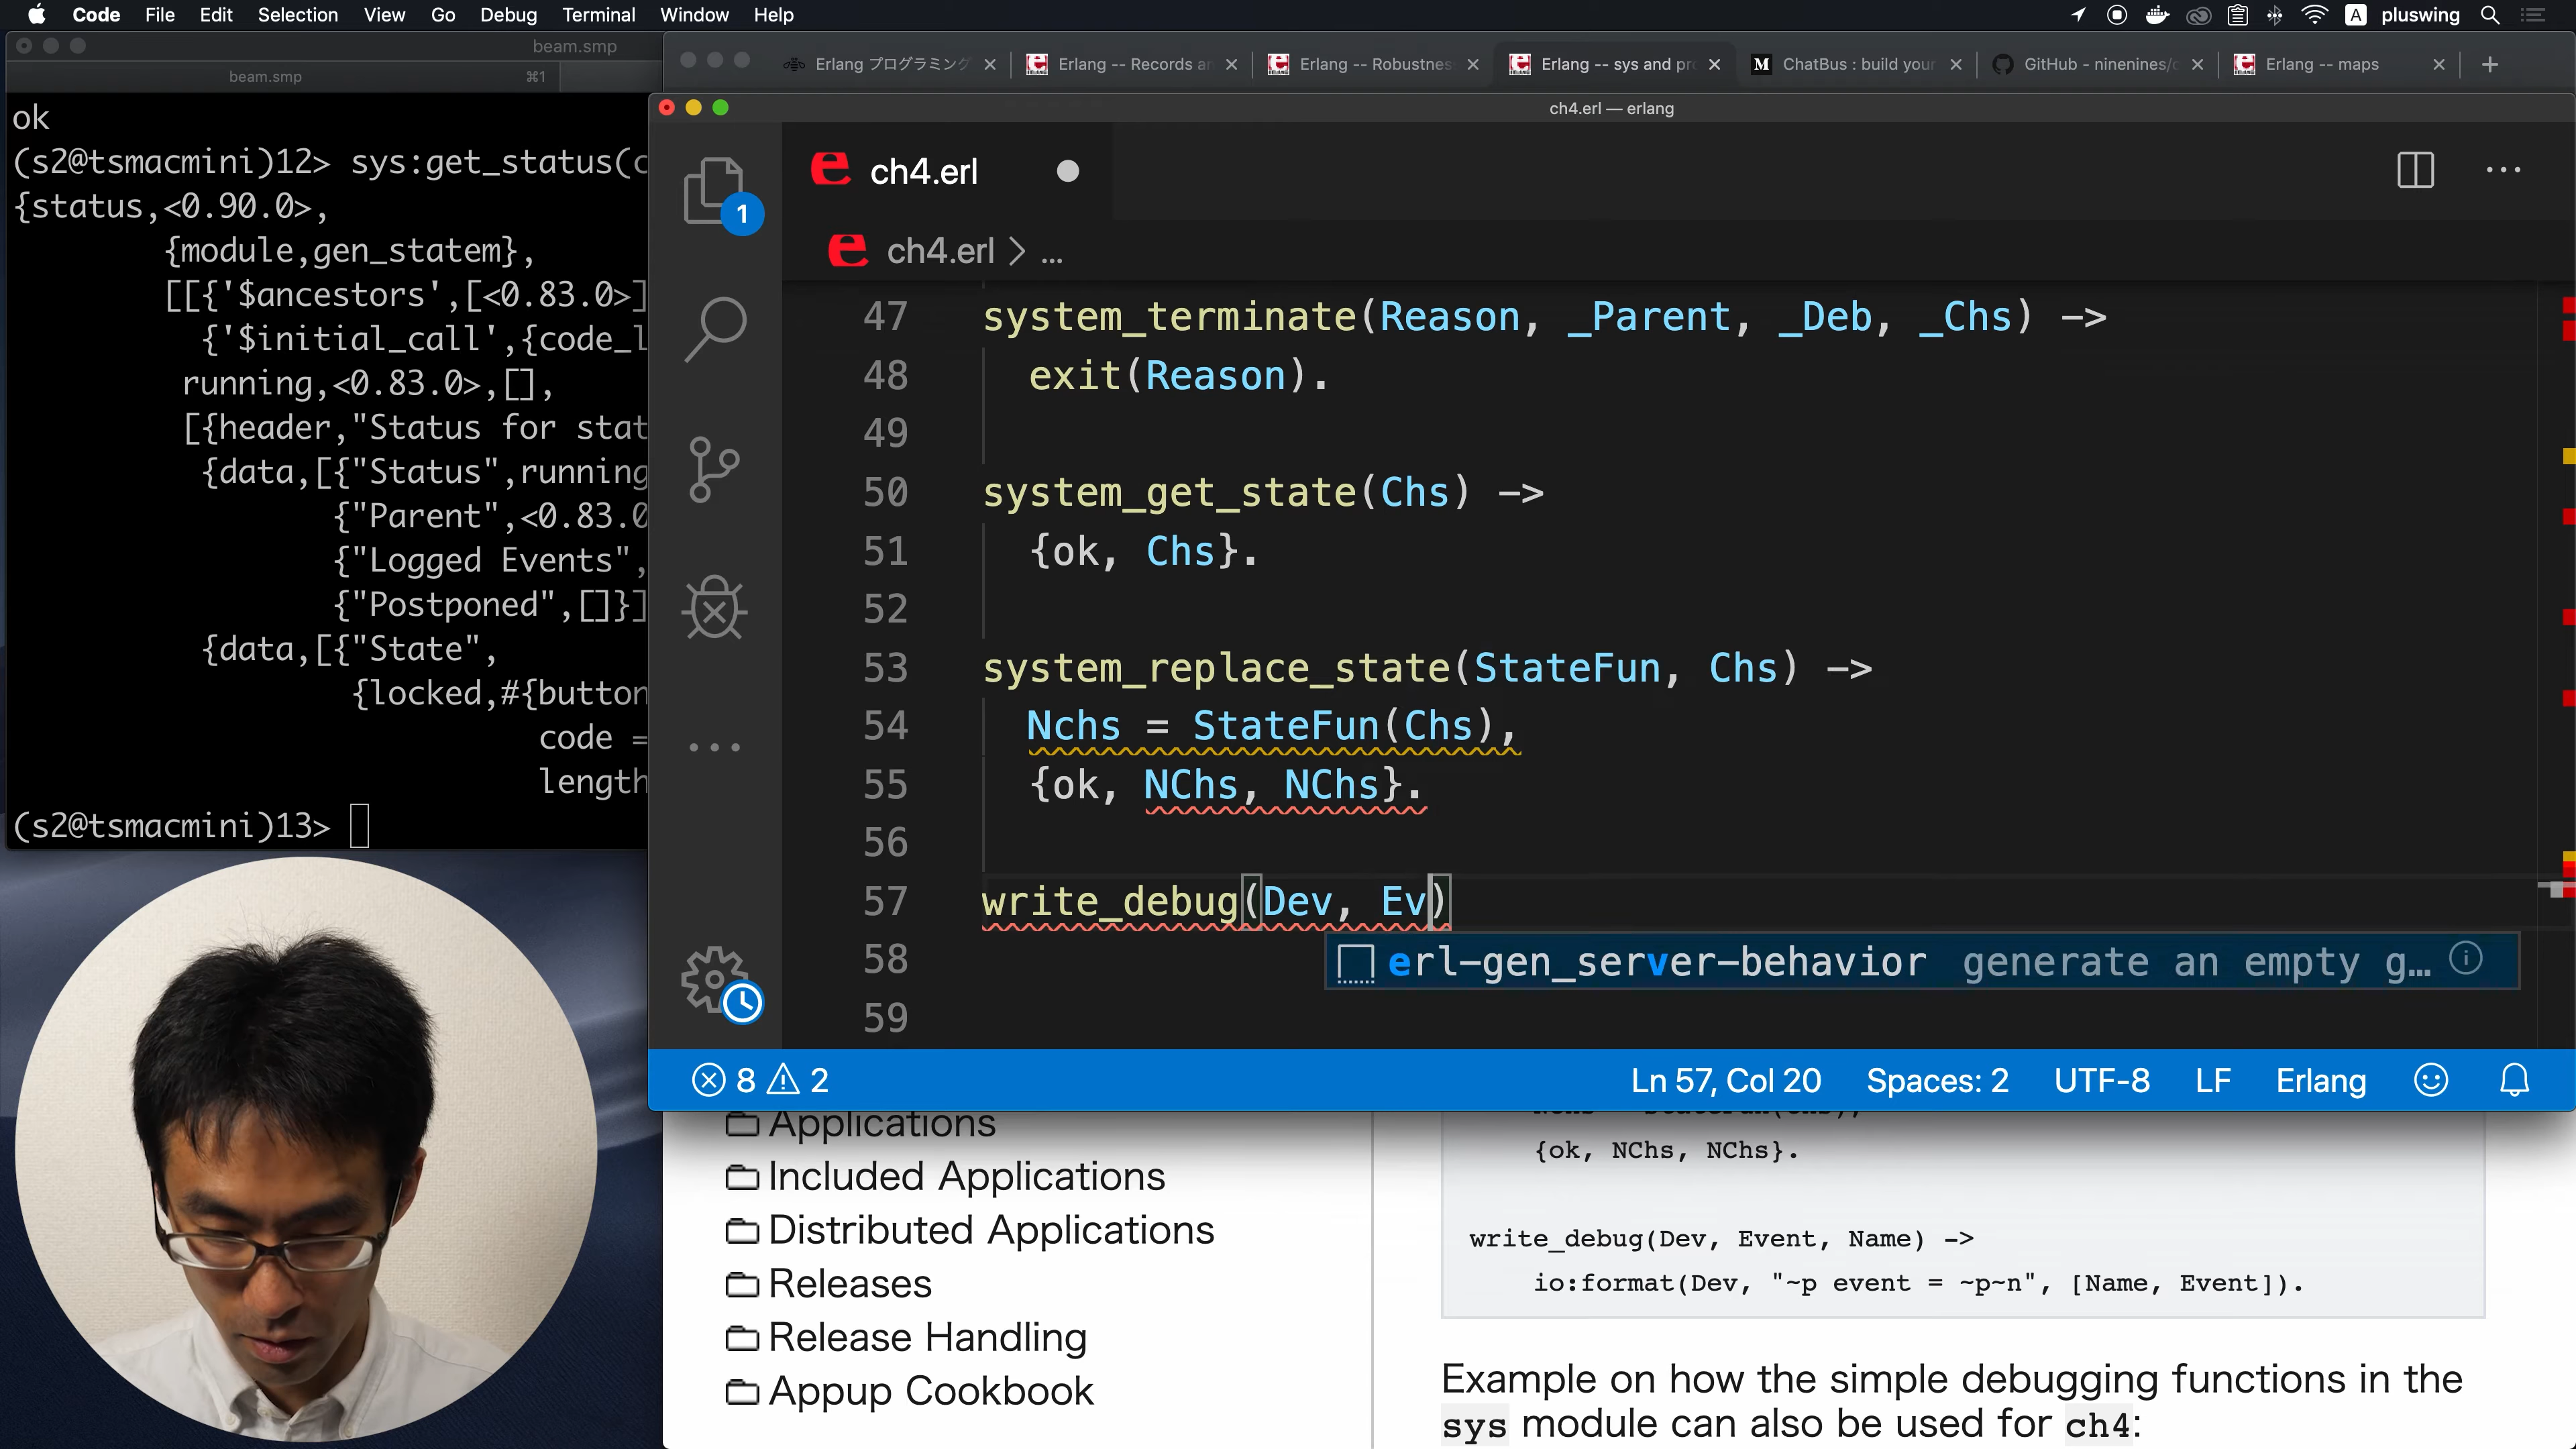 Code File Edit Selection View Go Debug Terminal Window Help A pluswing
beam.smp
beam.smp ⌘1
Erlang プログラミング Erlang -- Records an Erlang -- Robustnes Erlang -- sys and pro M ChatBus : build your GitHub - ninenines/c Erlang -- maps
ok
(s2@tsmacmini)12> sys:get_status(c
{status,<0.90.0>,
{module,gen_statem},
[[{'$ancestors',[<0.83.0>]
{'$initial_call',{code_l
running,<0.83.0>,[],
[{header,"Status for stat
{data,[{"Status",running
{"Parent",<0.83.0
{"Logged Events",
{"Postponed",[]}]
{data,[{"State",
{locked,#{button
code =
length
(s2@tsmacmini)13>
ch4.erl — erlang
ch4.erl
1
ch4.erl > ...
47 system_terminate(Reason, _Parent, _Deb, _Chs) ->
48 exit(Reason).
49
50 system_get_state(Chs) ->
51 {ok, Chs}.
52
53 system_replace_state(StateFun, Chs) ->
54 Nchs = StateFun(Chs),
55 {ok, NChs, NChs}.
56
57 write_debug(Dev, Ev)
58 erl-gen_server-behavior generate an empty g…
59
8 2 Ln 57, Col 20 Spaces: 2 UTF-8 LF Erlang
Applications
Included Applications
Distributed Applications
Releases
Release Handling
Appup Cookbook
{ok, NChs, NChs}.
write_debug(Dev, Event, Name) ->
io:format(Dev, "~p event = ~p~n", [Name, Event]).
Example on how the simple debugging functions in the
sys module can also be used for ch4: